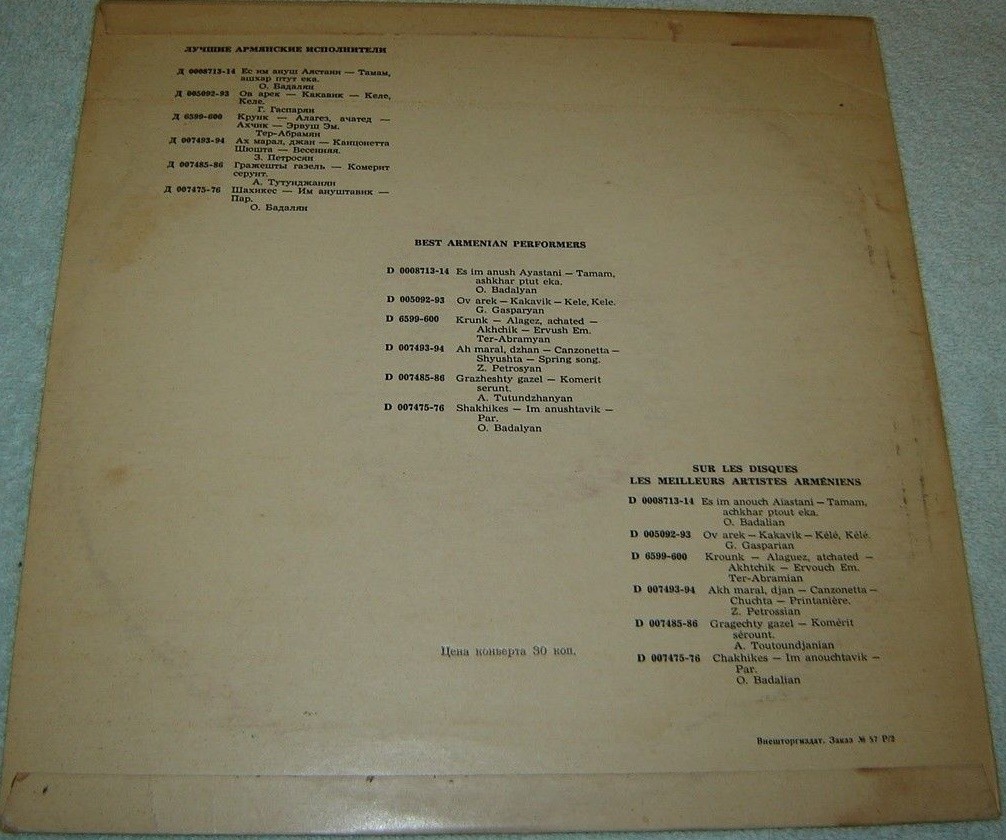 ЛУЧШИЕ АРМЯНСКИЕ ИСПОЛНИТЕЛИ
Д 0008713-14 Ес им ануш Аястани — Тамам,
ашхар птут ека.
О. Бадалян
Д 005092-93 Ов арек — Какавик — Келе,
Келе.
Г. Гаспарян
Д 6599-600 Крунк — Алагез, ачатед —
Ахчик — Эрвуш Эм.
Тер-Абрамян
Д 007493-94 Ах марал, джан — Канцонетта
Шюшта — Весенняя.
З. Петросян
Д 007485-86 Гражешты газель — Комерит
серунт.
А. Тутунджанян
Д 007475-76 Шахикес — Им ануштавик —
Пар.
О. Бадалян
BEST ARMENIAN PERFORMERS
D 0008713-14 Es im anush Ayastani — Tamam,
ashkhar ptut eka.
O. Badalyan
D 005092-93 Ov arek — Kakavik — Kele, Kele.
G. Gasparyan
D 6599-600 Krunk — Alagez, achated —
Akhchik — Ervush Em.
Ter-Abramyan
D 007493-94 Ah maral, dzhan — Canzonetta —
Shyushta — Spring song.
Z. Petrosyan
D 007485-86 Grazheshty gazel — Komerit
serunt.
A. Tutundzhanyan
D 007475-76 Shakhikes — Im anushtavik —
Par.
O. Badalyan
SUR LES DISQUES
LES MEILLEURS ARTISTES ARMÉNIENS
D 0008713-14 Es im anouch Aïastani — Tamam,
achkhar ptout eka.
O. Badalian
D 005092-93 Ov arek — Kakavik — Kélé, Kélé.
G. Gasparian
D 6599-600 Krounk — Alaguez, atchated —
Akhtchik — Ervouch Em.
Ter-Abramian
D 007493-94 Akh maral, djan — Canzonetta —
Chuchta — Printanière.
Z. Petrossian
D 007485-86 Gragechty gazel — Komérit
sérount.
A. Toutoundjanian
D 007475-76 Chakhikes — Im anouchtavik —
Par.
O. Badalian
Цена конверта 30 коп.
Внешторгиздат. Заказ № 57 Р/2